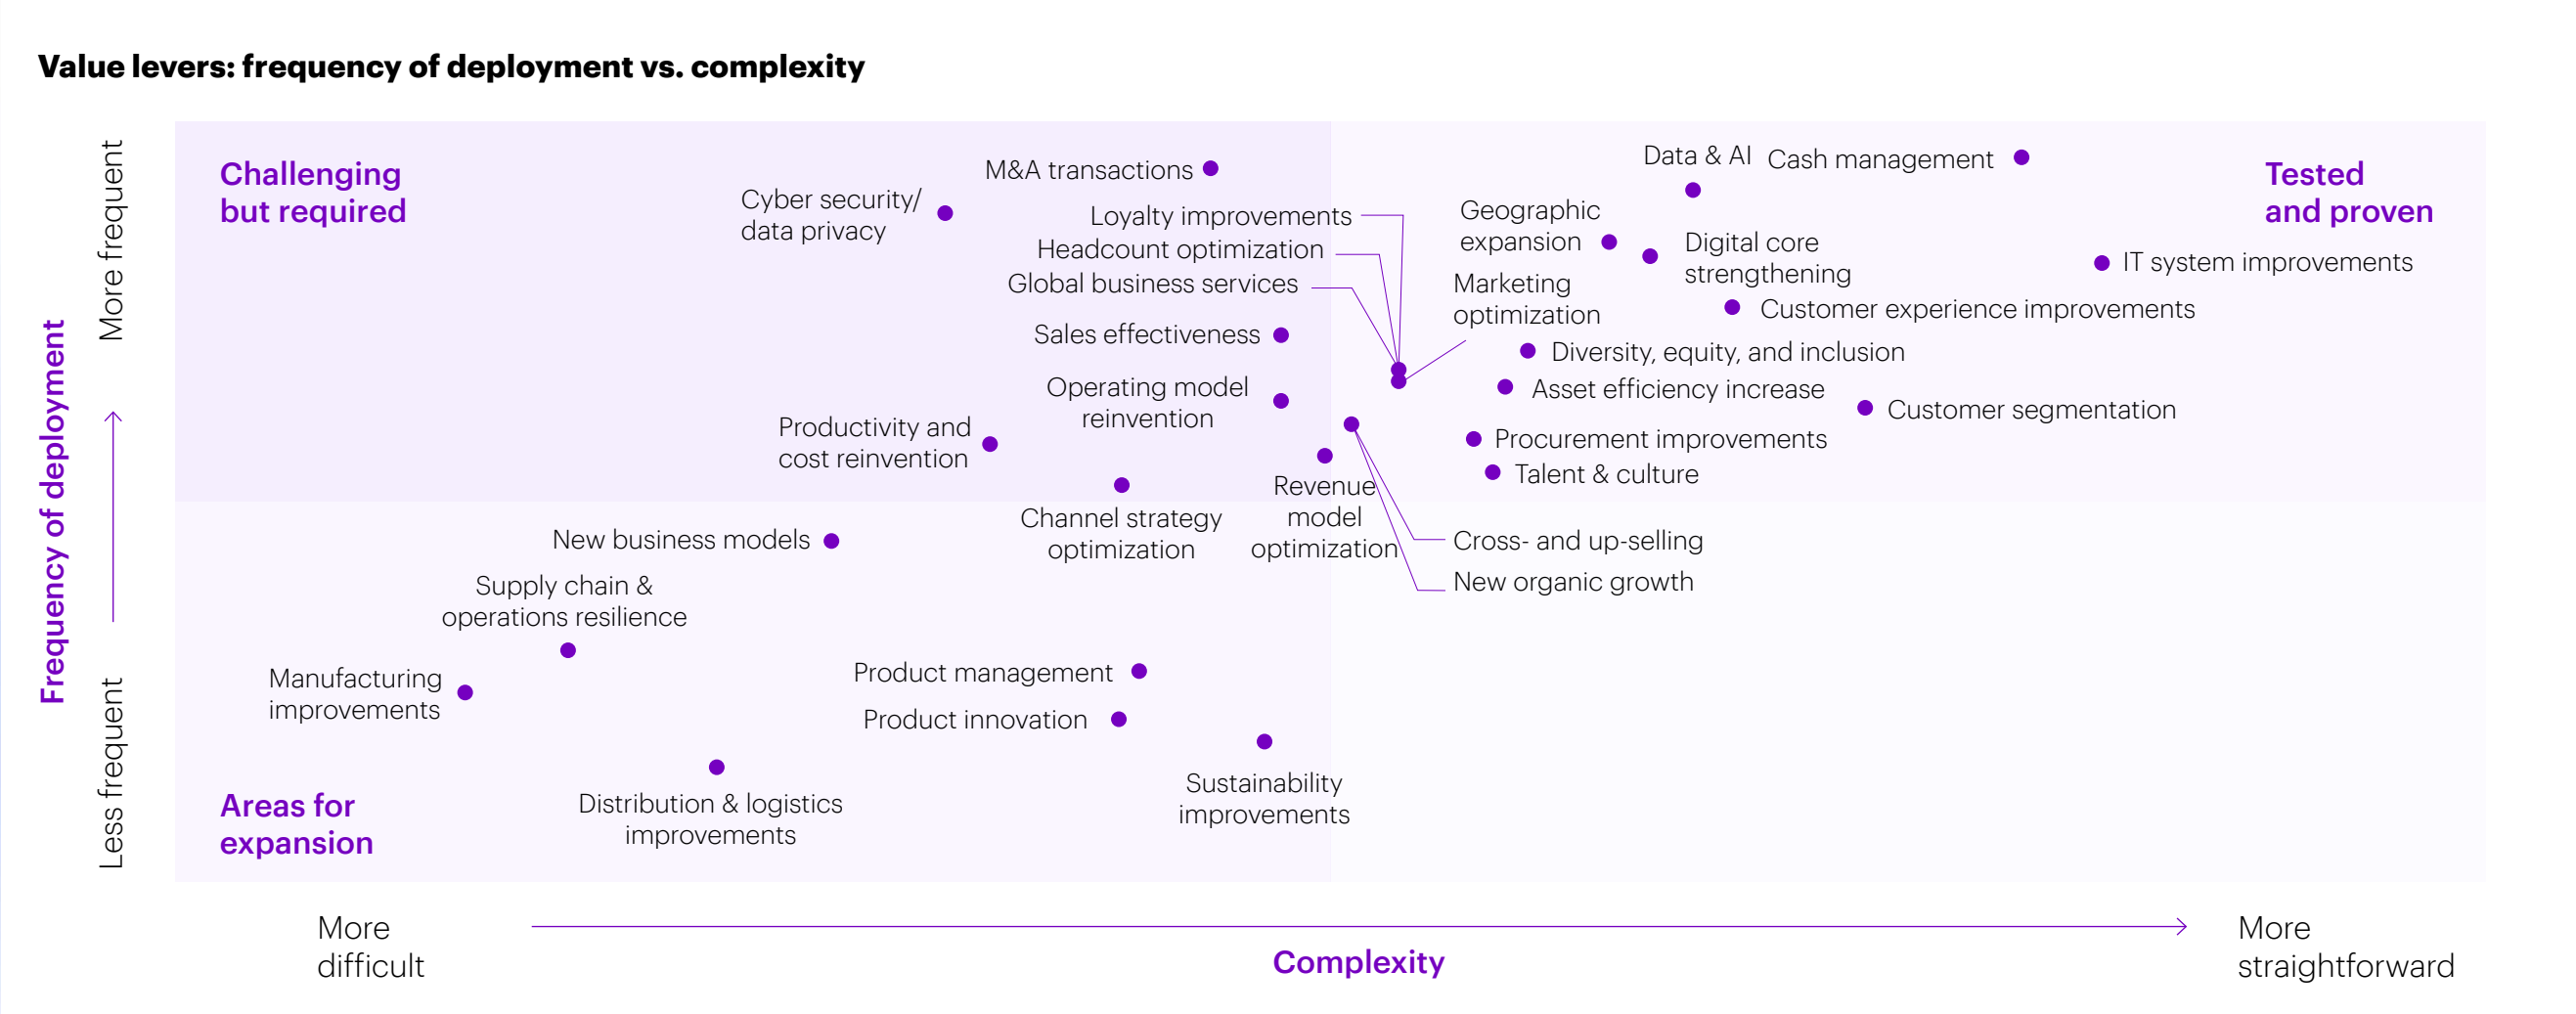 Value levers: frequency of deployment vs. complexity
Frequency of deployment
More frequent
Less frequent
Challenging
but required
Tested
and proven
Areas for
expansion
M&A transactions
Cyber security/
data privacy
Loyalty improvements
Headcount optimization
Global business services
Sales effectiveness
Operating model
reinvention
Productivity and
cost reinvention
Channel strategy
optimization
Revenue
model
optimization
Data & AI
Cash management
Geographic
expansion
Digital core
strengthening
IT system improvements
Marketing
optimization
Customer experience improvements
Diversity, equity, and inclusion
Asset efficiency increase
Customer segmentation
Procurement improvements
Talent & culture
Cross- and up-selling
New organic growth
New business models
Supply chain &
operations resilience
Manufacturing
improvements
Product management
Product innovation
Distribution & logistics
improvements
Sustainability
improvements
More
difficult
Complexity
More
straightforward